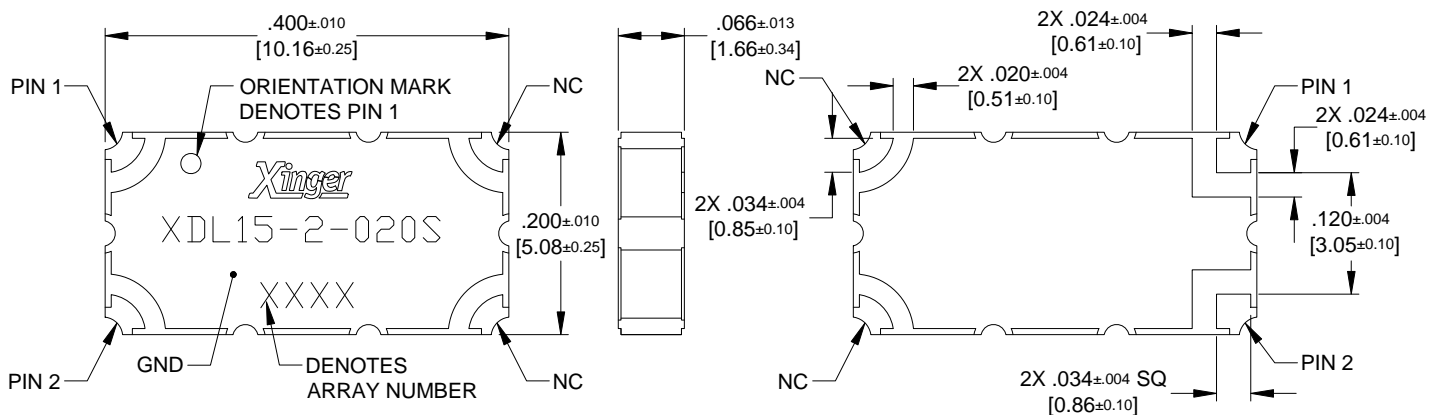 .400±.010
[10.16±0.25]
PIN 1
ORIENTATION MARK
DENOTES PIN 1
NC
Xinger
XDL15-2-020S
XXXX
.200±.010
[5.08±0.25]
PIN 2
GND
DENOTES
ARRAY NUMBER
NC
.066±.013
[1.66±0.34]
NC
2X .020±.004
[0.51±0.10]
2X .024±.004
[0.61±0.10]
PIN 1
2X .024±.004
[0.61±0.10]
2X .034±.004
[0.85±0.10]
.120±.004
[3.05±0.10]
NC
PIN 2
2X .034±.004 SQ
[0.86±0.10]